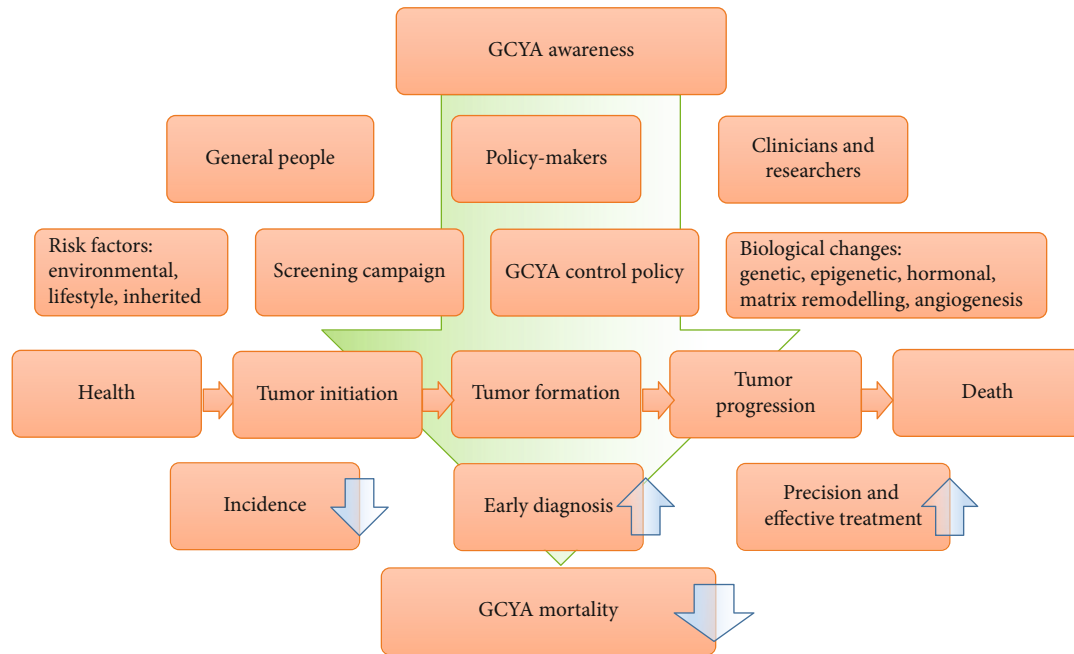 GCYA awareness
General people
Policy-makers
Clinicians and
researchers
Risk factors:
environmental,
lifestyle, inherited
Screening campaign
GCYA control policy
Biological changes:
genetic, epigenetic, hormonal,
matrix remodelling, angiogenesis
Health
Tumor initiation
Tumor formation
Tumor
progression
Death
Incidence
Early diagnosis
Precision and
effective treatment
GCYA mortality